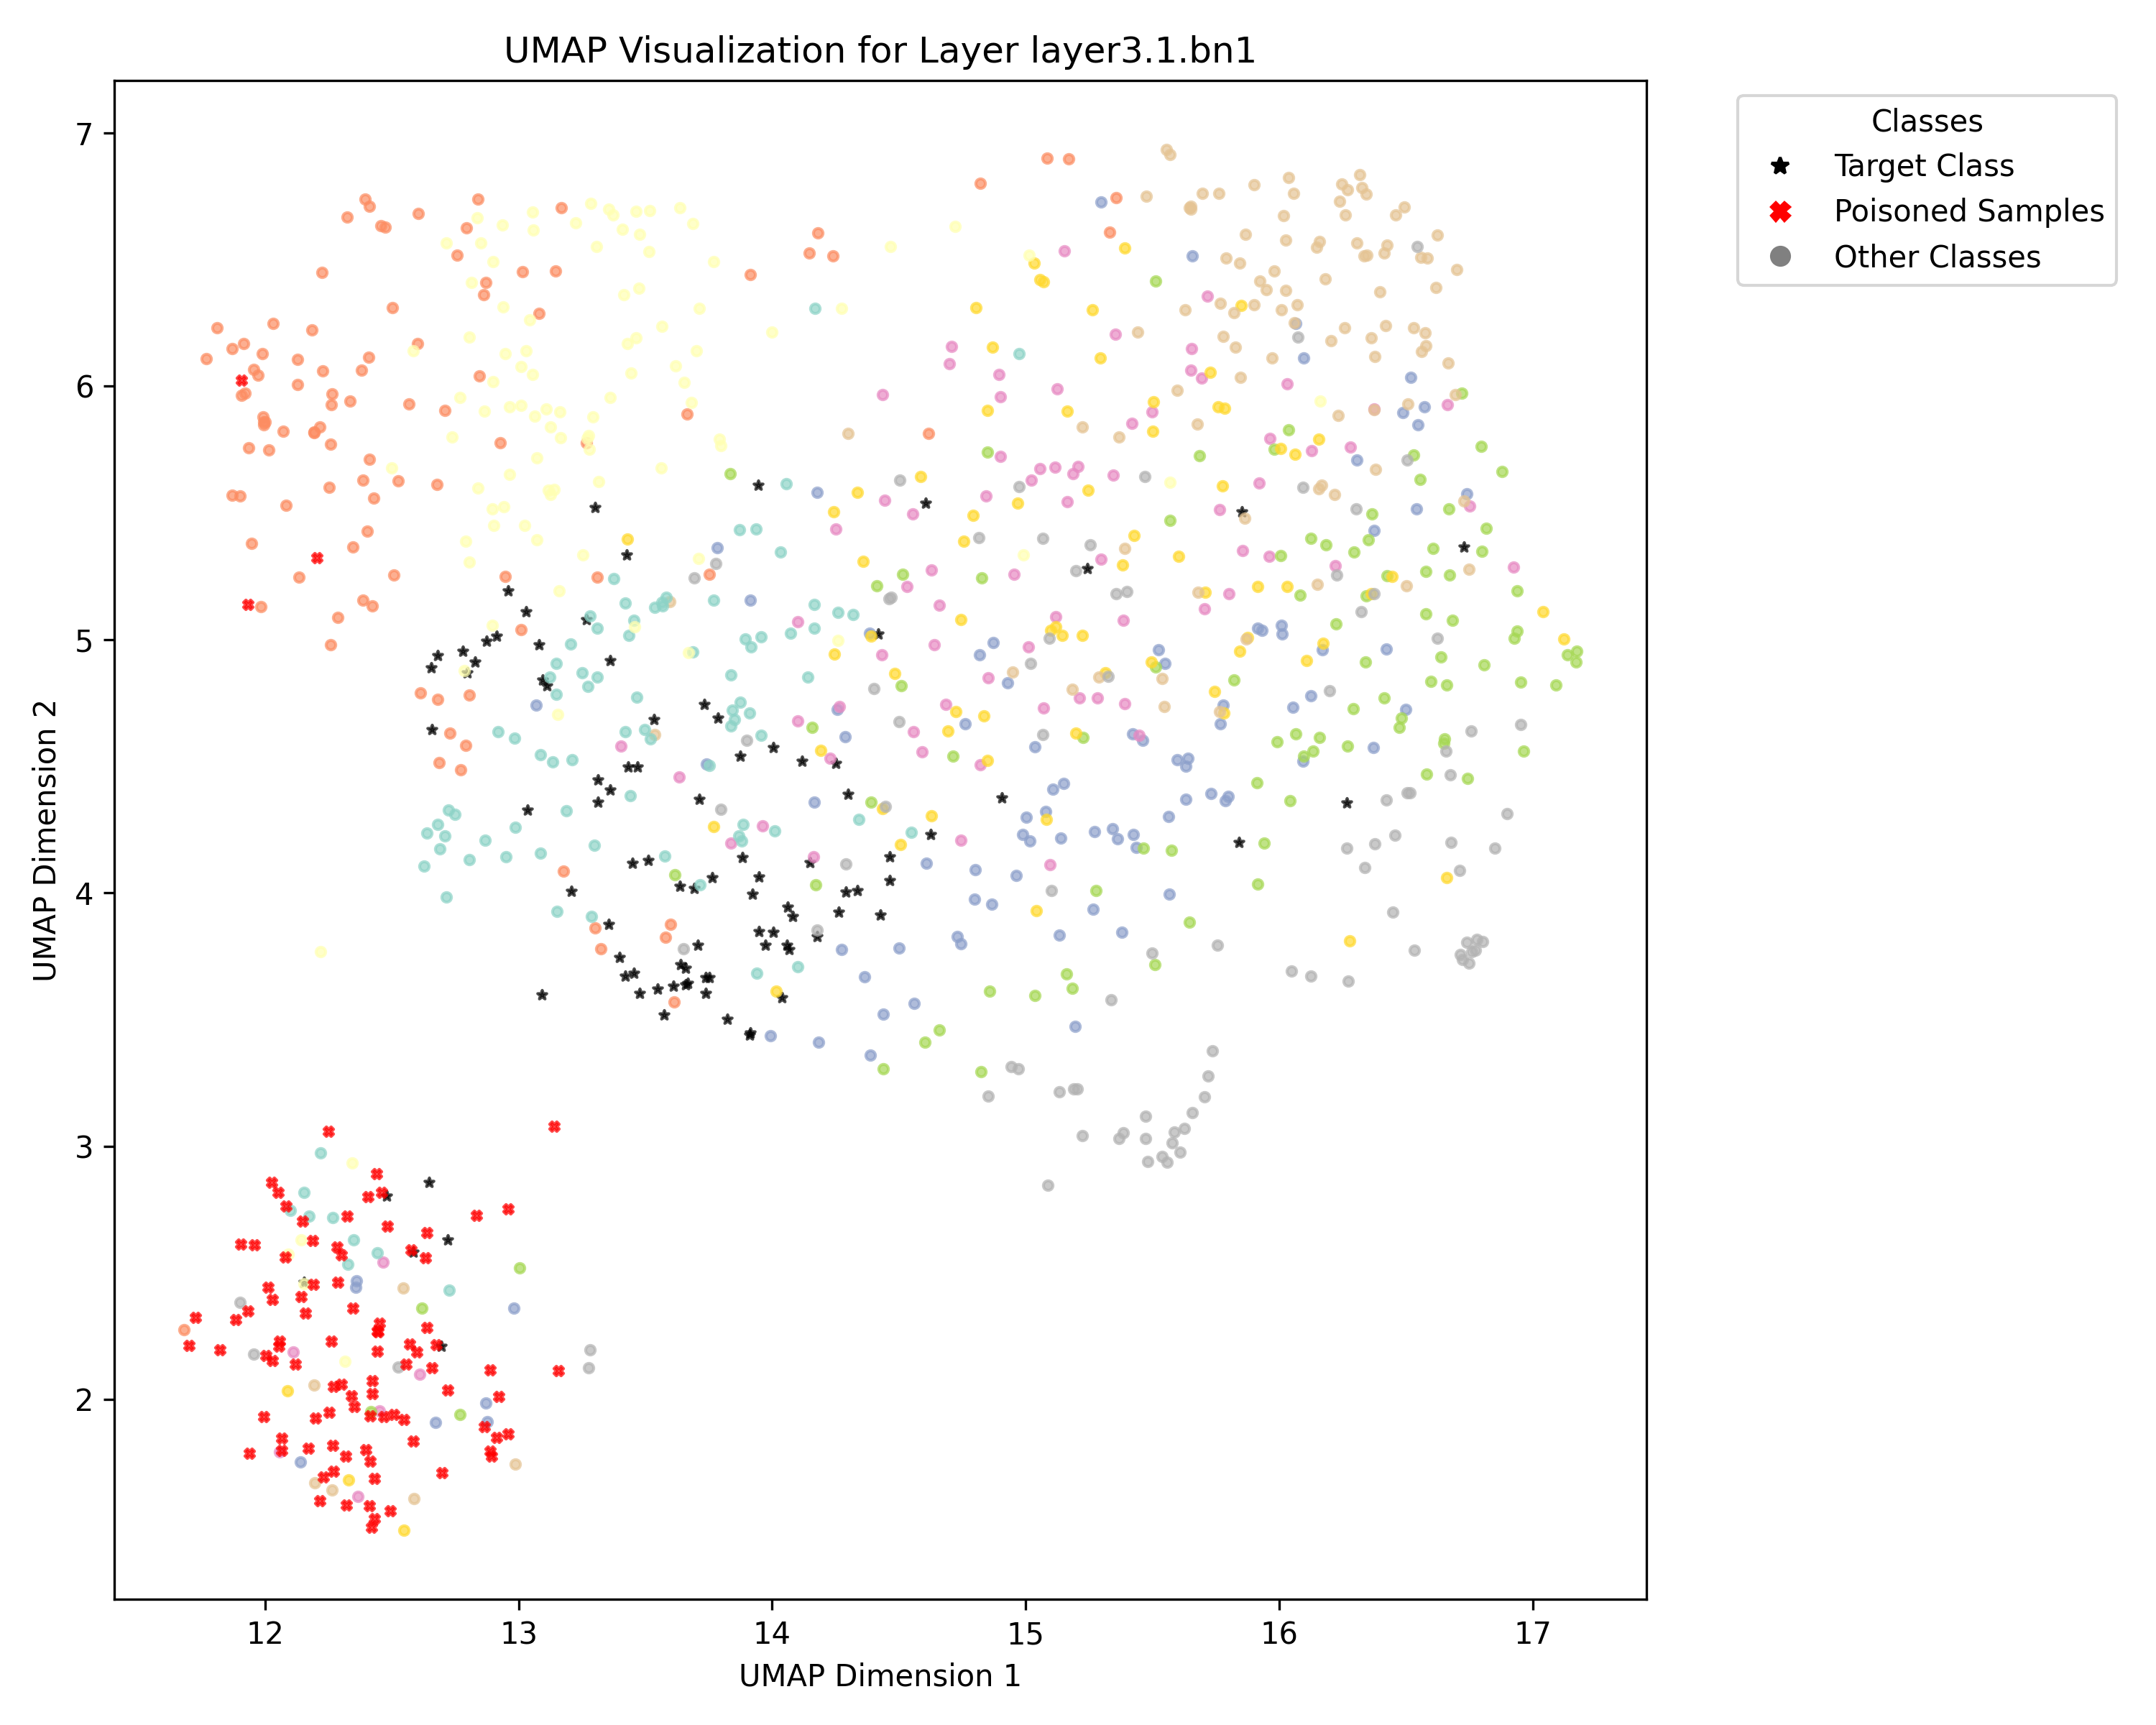 UMAP Visualization for Layer layer3.1.bn1
Classes
Target Class
Poisoned Samples
Other Classes
UMAP Dimension 2
7
6
5
4
3
2
12 13 14 15 16 17
UMAP Dimension 1